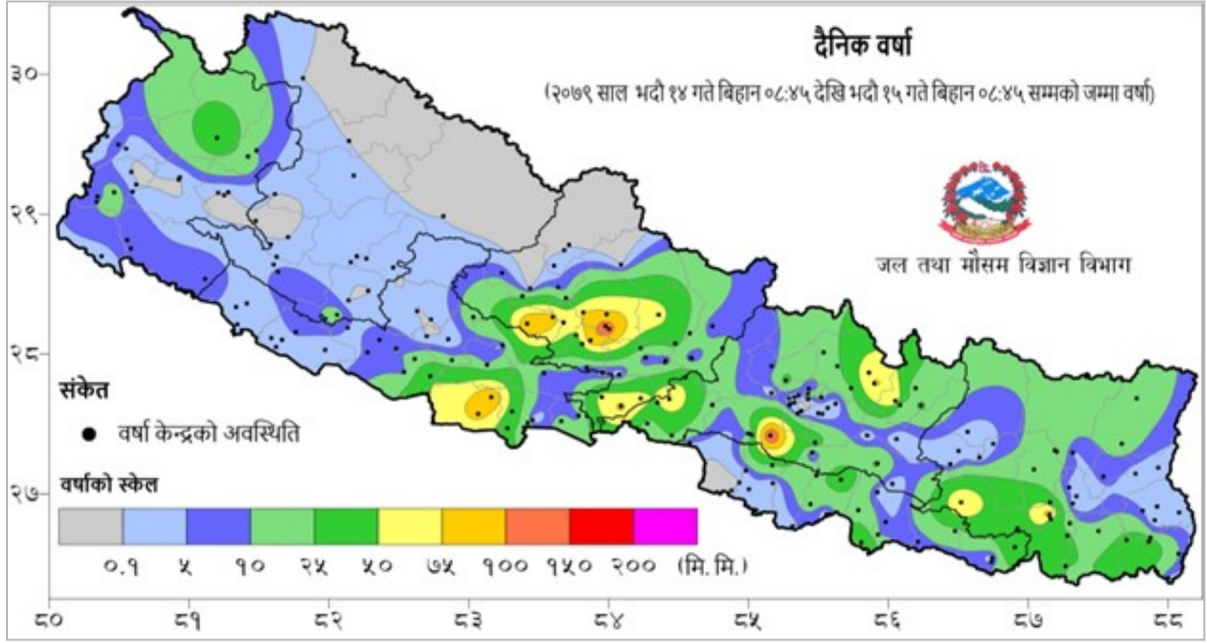 दैनिक वर्षा
(२०७९ साल भदौ १४ गते बिहान ०८:४५ देखि भदौ १५ गते बिहान ०८:४५ सम्मको जम्मा वर्षा)
३०
२९
जल तथा मौसम विज्ञान विभाग
२८
संकेत
वर्षा केन्द्रको अवस्थिति
२७
वर्षाको स्केल
०.१ ५ १० २५ ५० ७५ १०० १५० २०० (मि.मि.)
८० ८१ ८२ ८३ ८४ ८५ ८६ ८७ ८८